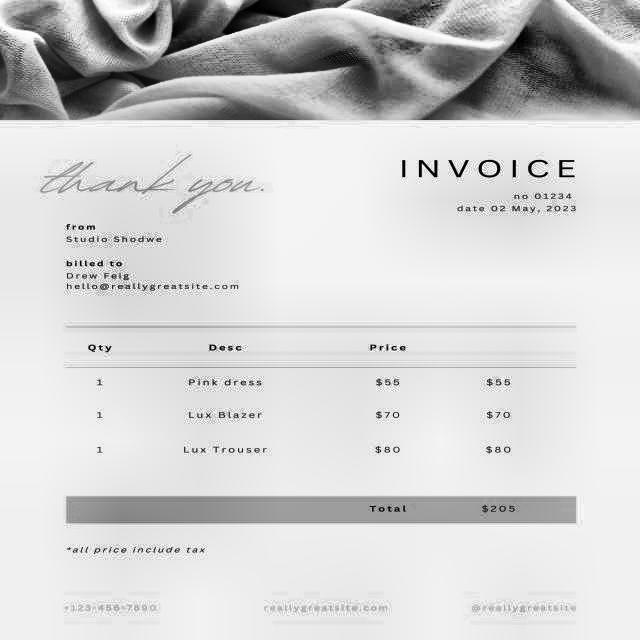 thank you.
INVOICE
no 01234
date 02 May, 2023
from
Studio Shodwe
billed to
Drew Feig
hello@reallygreatsite.com
Qty Desc Price
1 Pink dress $55 $55
1 Lux Blazer $70 $70
1 Lux Trouser $80 $80
Total $205
*all price include tax
+123-456-7890 reallygreatsite.com @reallygreatsite